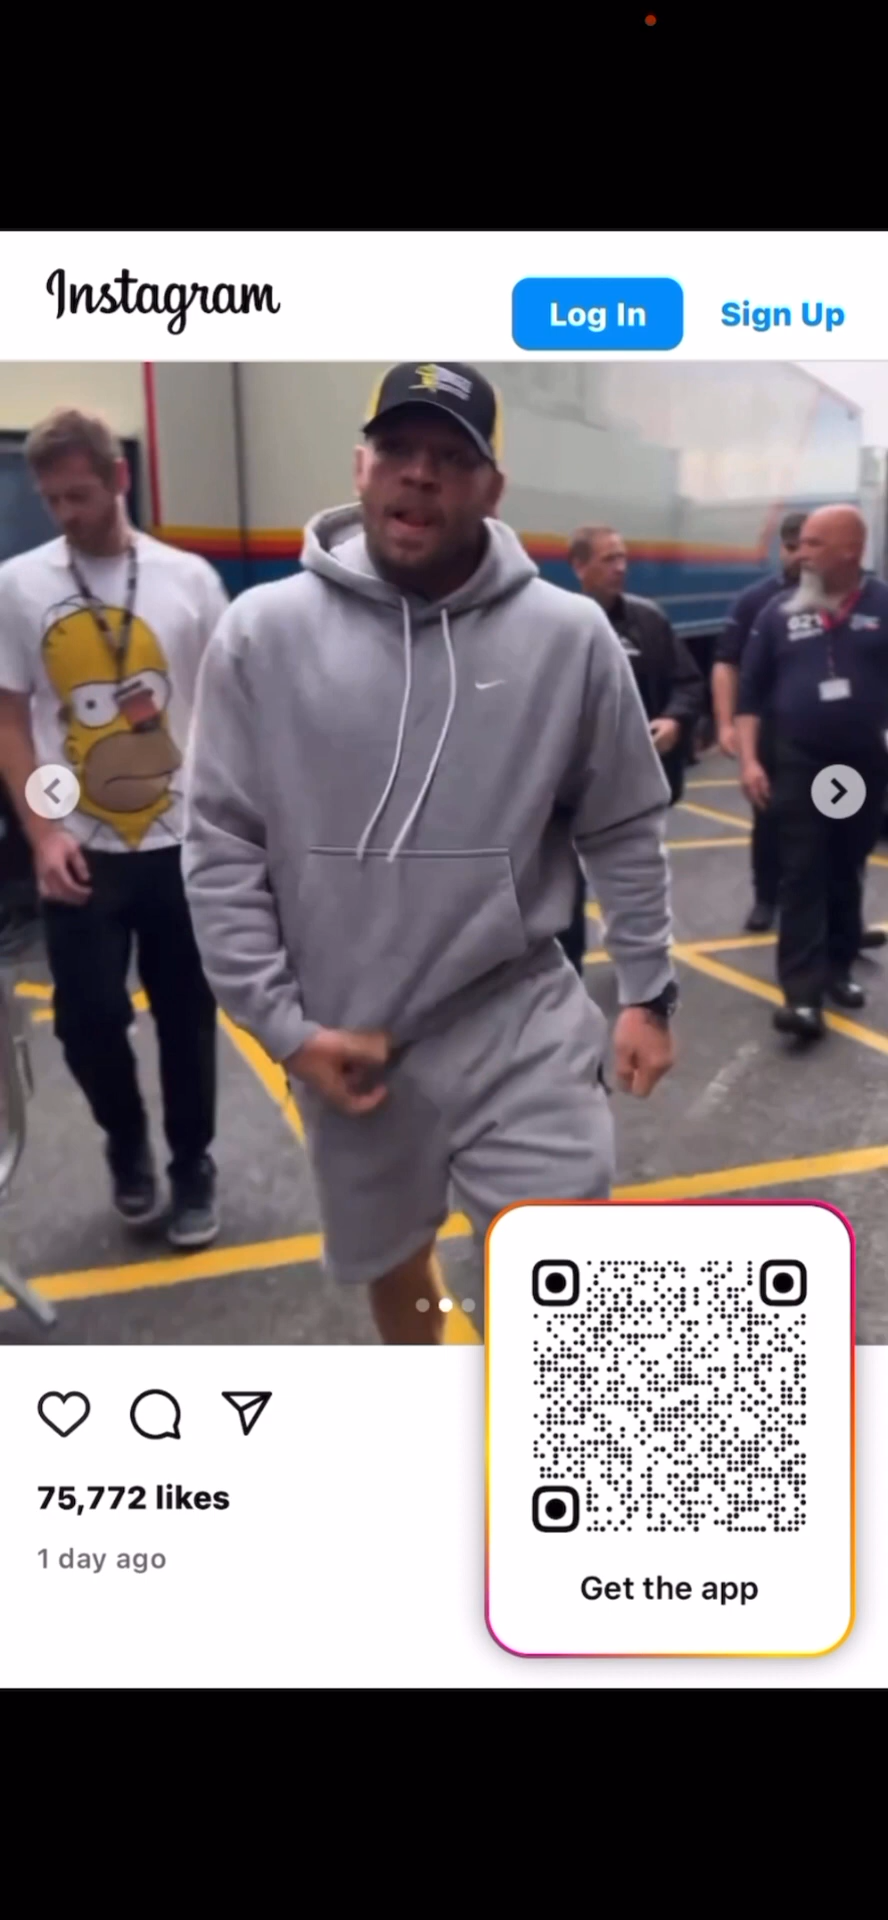 Instagram
Log In
Sign Up
75,772 likes
1 day ago
Get the app